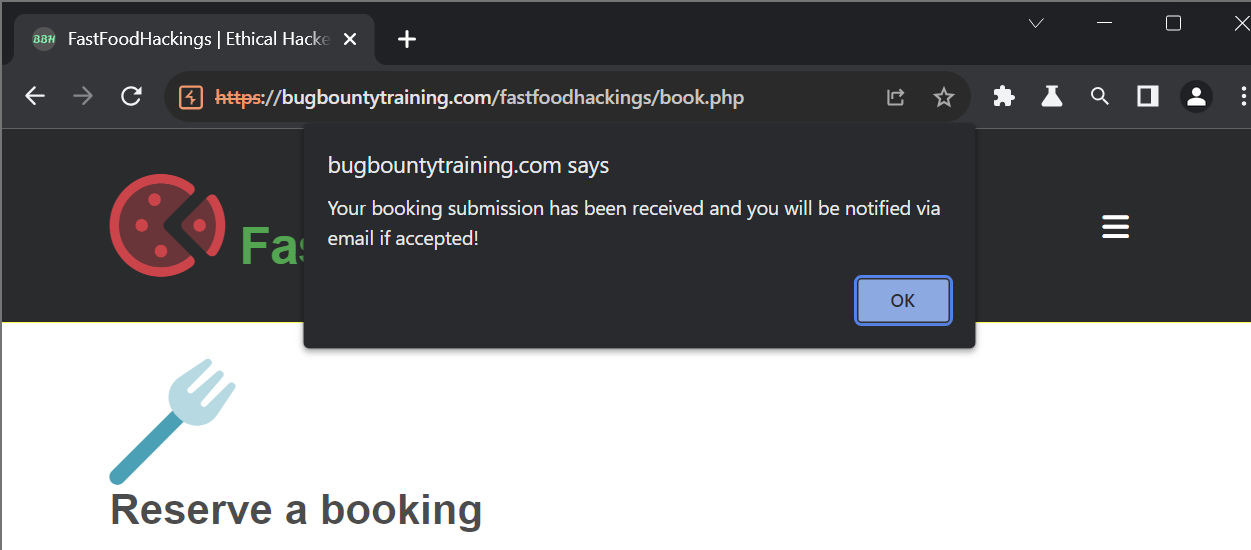 BBH FastFoodHackings | Ethical Hacke
https://bugbountytraining.com/fastfoodhackings/book.php
bugbountytraining.com says
Your booking submission has been received and you will be notified via
email if accepted!
Fas
OK
Reserve a booking